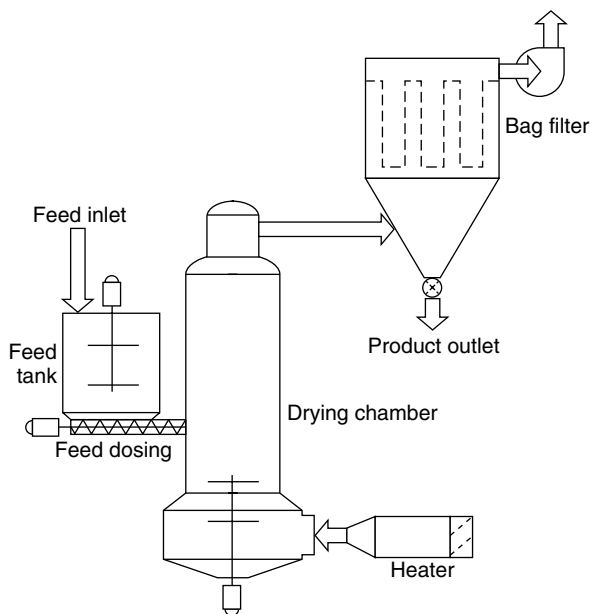 Bag filter
Feed inlet
Product outlet
Feed
tank
Drying chamber
Feed dosing
Heater